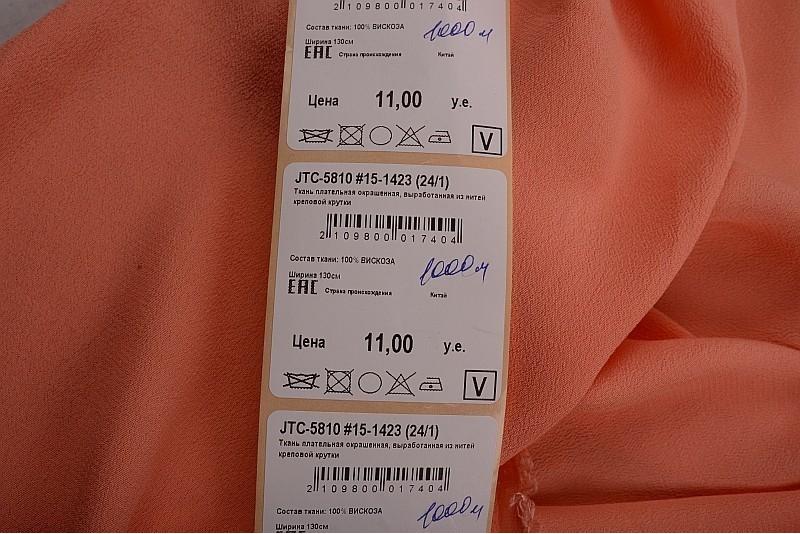 2 109800 017404
Состав ткани: 100% ВИСКОЗА
1000 м
Ширина 130см
EAC Страна происхождения Китай
Цена 11,00 у.е.
V
JTC-5810 #15-1423 (24/1)
Ткань плательная окрашенная, выработанная из нитей
креповой крутки
2 109800 017404
Состав ткани: 100% ВИСКОЗА
1000 м
Ширина 130см
EAC Страна происхождения Китай
Цена 11,00 у.е.
V
JTC-5810 #15-1423 (24/1)
Ткань плательная окрашенная, выработанная из нитей
креповой крутки
2 109800 017404
Состав ткани: 100% ВИСКОЗА
1000 м
Ширина 130см
EAC